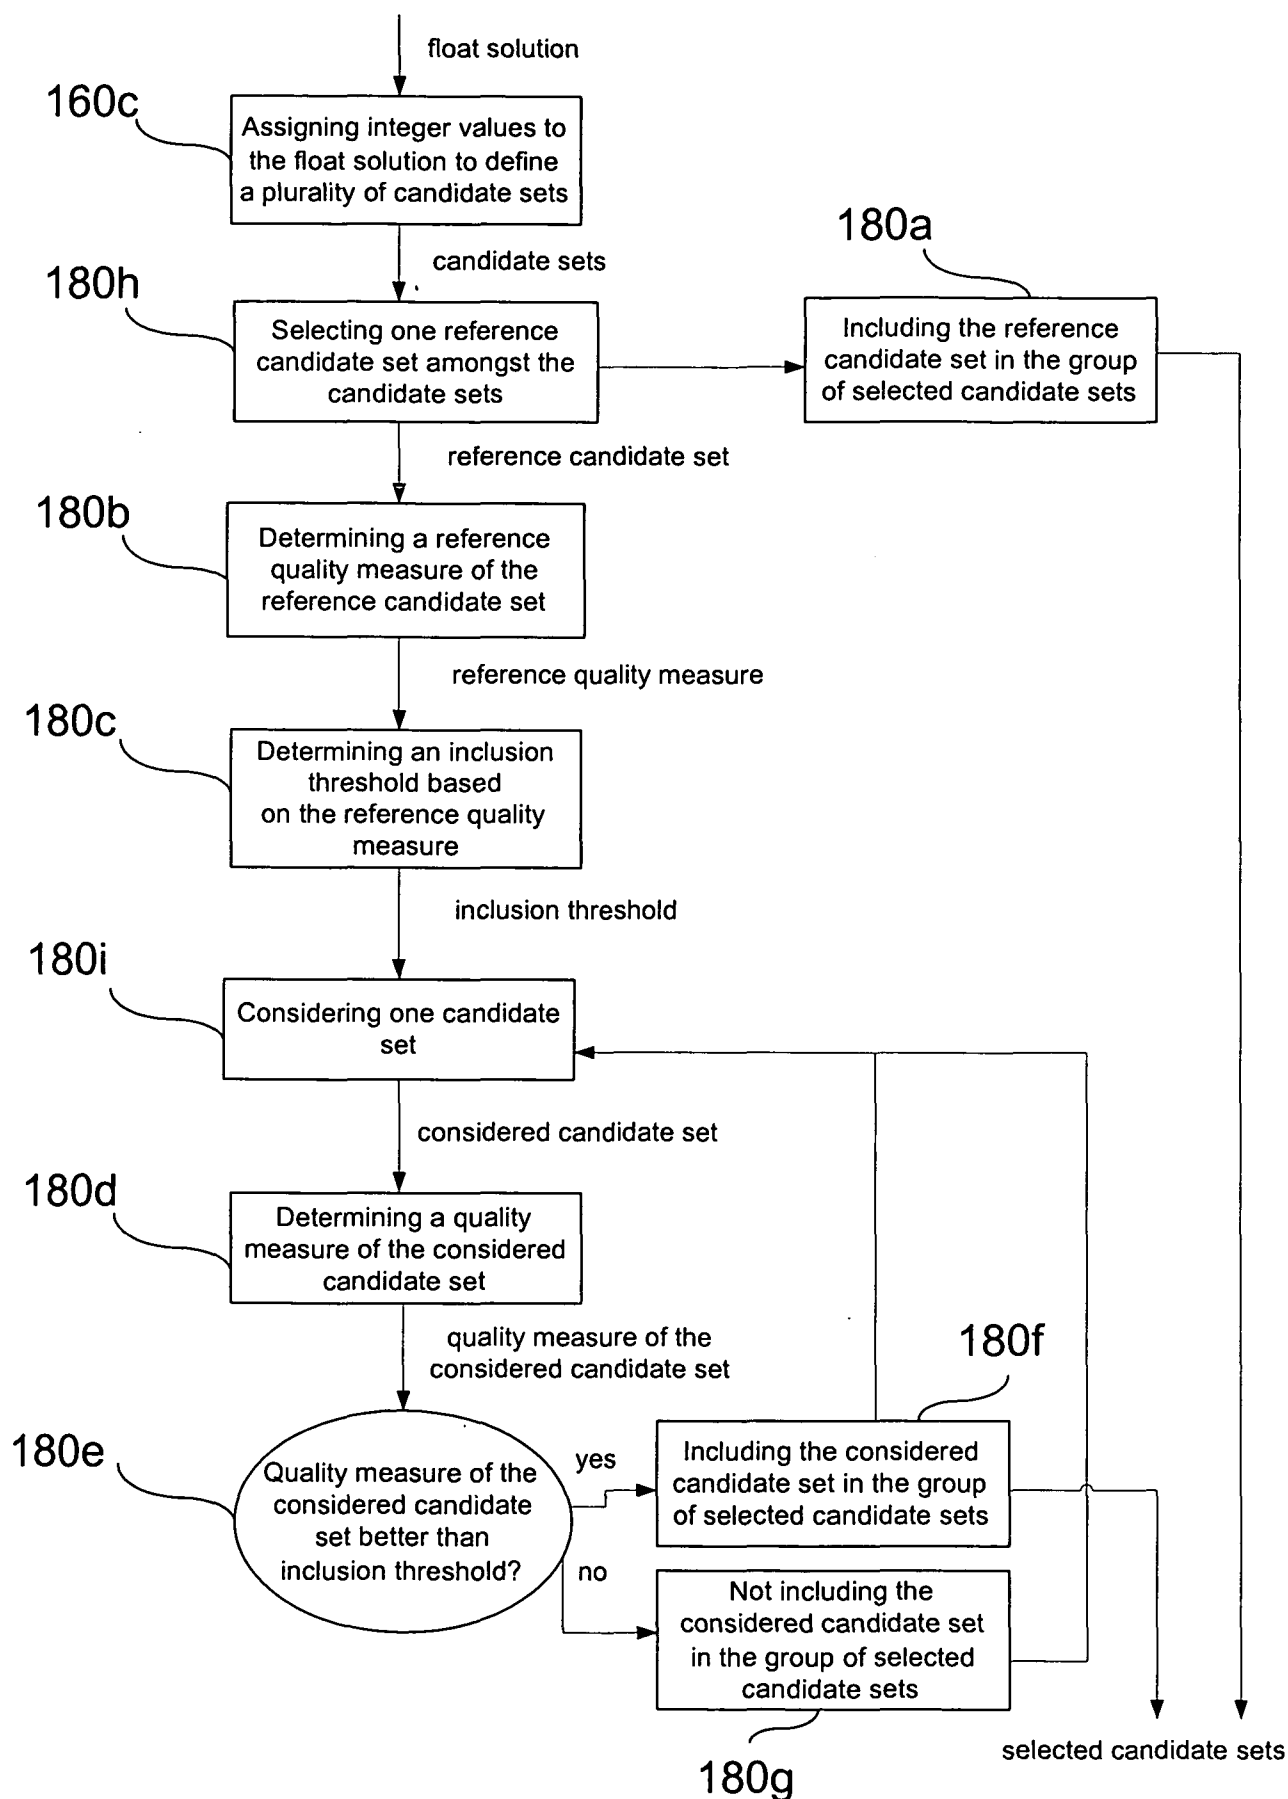 float solution
160c
Assigning integer values to
the float solution to define
a plurality of candidate sets
180a
candidate sets
180h
Selecting one reference
candidate set amongst the
candidate sets
Including the reference
candidate set in the group
of selected candidate sets
reference candidate set
180b
Determining a reference
quality measure of the
reference candidate set
reference quality measure
180c
Determining an inclusion
threshold based
on the reference quality
measure
inclusion threshold
180i
Considering one candidate
set
considered candidate set
180d
Determining a quality
measure of the considered
candidate set
quality measure of the
considered candidate set
180f
180e
Quality measure of the
considered candidate
set better than
inclusion threshold?
yes
Including the considered
candidate set in the group
of selected candidate sets
no
Not including the
considered candidate set
in the group of selected
candidate sets
selected candidate sets
180g